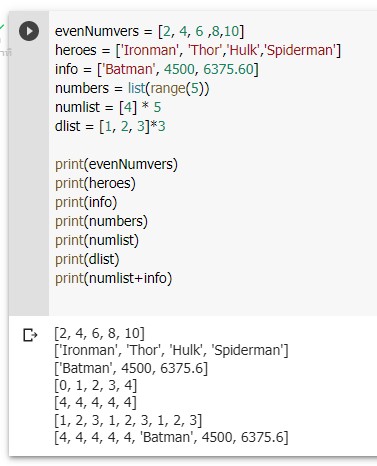 evenNumvers = [2, 4, 6 ,8,10]
heroes = ['Ironman', 'Thor','Hulk','Spiderman']
info = ['Batman', 4500, 6375.60]
numbers = list(range(5))
numlist = [4] * 5
dlist = [1, 2, 3]*3
print(evenNumvers)
print(heroes)
print(info)
print(numbers)
print(numlist)
print(dlist)
print(numlist+info)
[2, 4, 6, 8, 10]
['Ironman', 'Thor', 'Hulk', 'Spiderman']
['Batman', 4500, 6375.6]
[0, 1, 2, 3, 4]
[4, 4, 4, 4, 4]
[1, 2, 3, 1, 2, 3, 1, 2, 3]
[4, 4, 4, 4, 4, 'Batman', 4500, 6375.6]